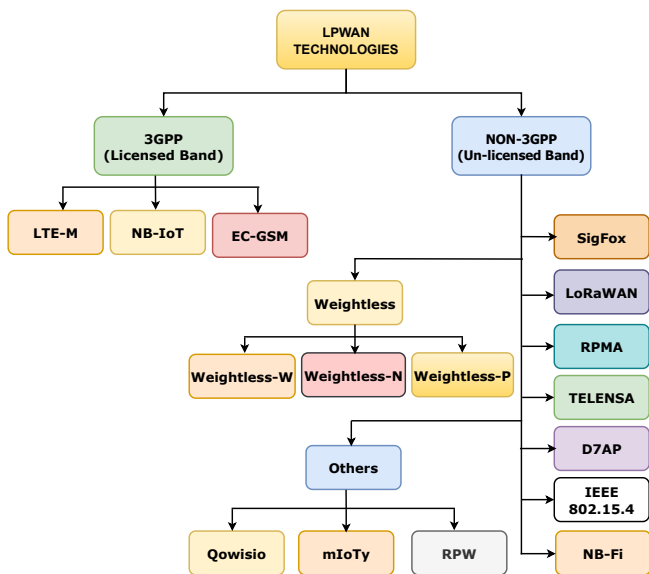 LPWAN
TECHNOLOGIES
3GPP
(Licensed Band)
NON-3GPP
(Un-licensed Band)
LTE-M
NB-IoT
EC-GSM
SigFox
LoRaWAN
Weightless
RPMA
Weightless-W
Weightless-N
Weightless-P
TELENSA
D7AP
Others
IEEE
802.15.4
Qowisio
mIoTy
RPW
NB-Fi